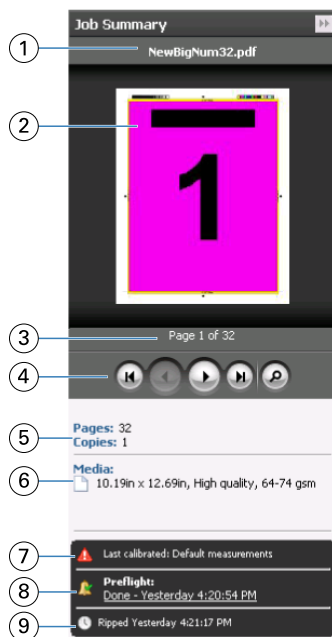 Job Summary
1
NewBigNum32.pdf
2
1
3
Page 1 of 32
4
5
Pages: 32
Copies: 1
6
Media:
10.19in x 12.69in, High quality, 64-74 gsm
7
Last calibrated: Default measurements
8
Preflight:
Done - Yesterday 4:20:54 PM
9
Ripped Yesterday 4:21:17 PM